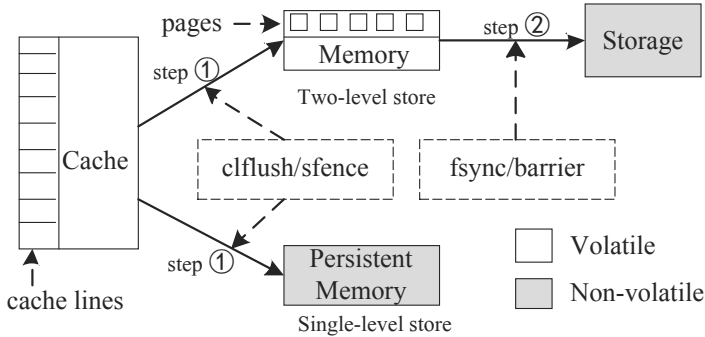 pages
step ①
Memory
step ②
Storage
Two-level store
Cache
clflush/sfence
fsync/barrier
step ①
Persistent
Memory
Single-level store
cache lines
Volatile
Non-volatile